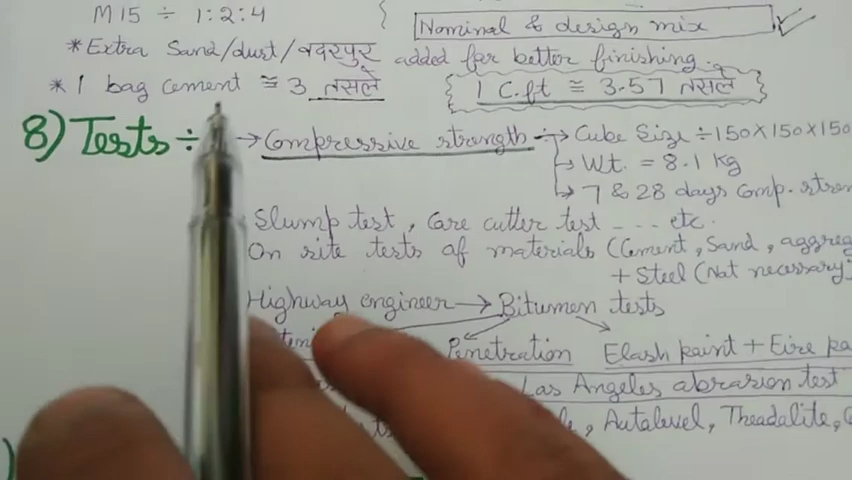 M15 ÷ 1:2:4
Nominal & design mix
*Extra Sand/dust/बदरपुर added for better finishing.
* 1 bag cement ≅ 3 तसले
1 C.ft ≅ 3.57 तसले
8) Tests ÷ → Compressive strength ÷ → Cube Size ÷ 150 X 150 X 150
→ Wt. = 8.1 kg
→ 7 & 28 days Comp. stren
Slump test, Core cutter test - - - etc.
On site tests of materials (Cement, Sand, aggreg
+ Steel (Not necessary)
Highway engineer → Bitumen tests
Penetration Flash point + Fire po
Los Angeles abrasion test
Autolevel, Theodolite,